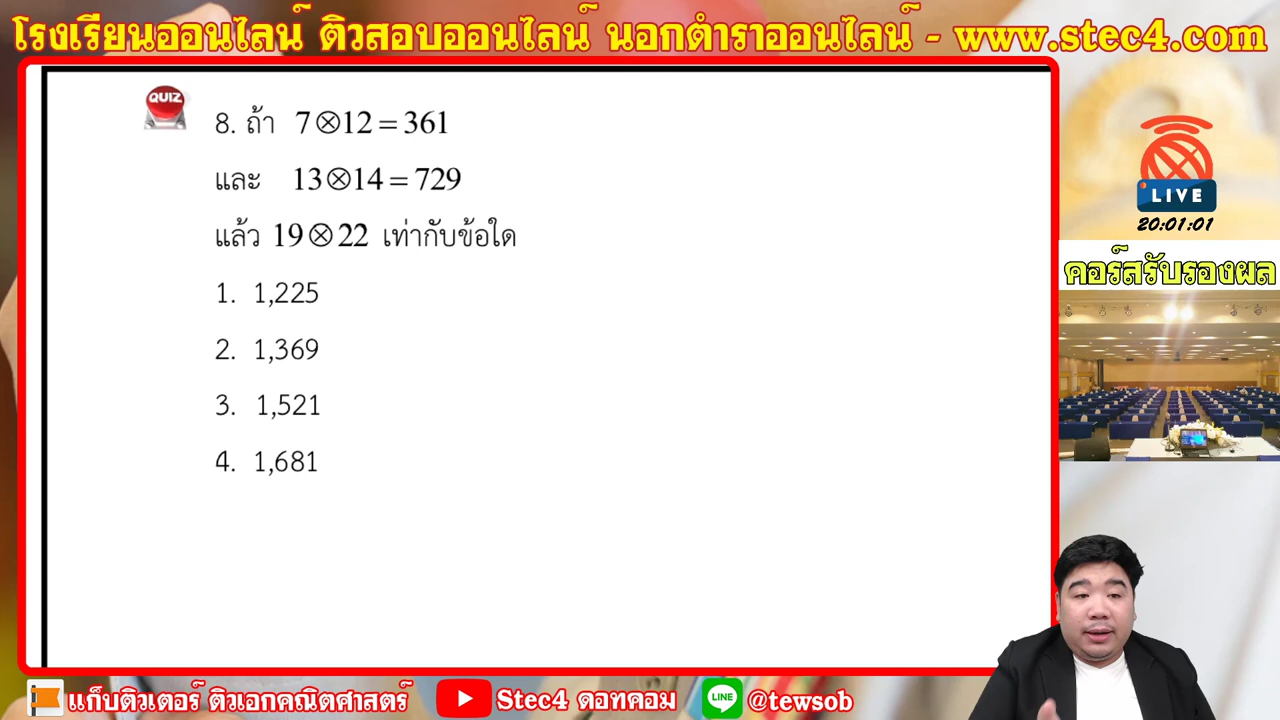 โรงเรียนออนไลน์ ติวสอบออนไลน์ นอกตำราออนไลน์ - www.stec4.com
QUIZ
8. ถ้า 7⊗12=361
และ 13⊗14=729
แล้ว 19⊗22 เท่ากับข้อใด
1. 1,225
2. 1,369
3. 1,521
4. 1,681
LIVE
20:01:01
คอร์สรับรองผล
แก๊บติวเตอร์ ติวเอกคณิตศาสตร์
Stec4 ดอทคอม
LINE
@tewsob